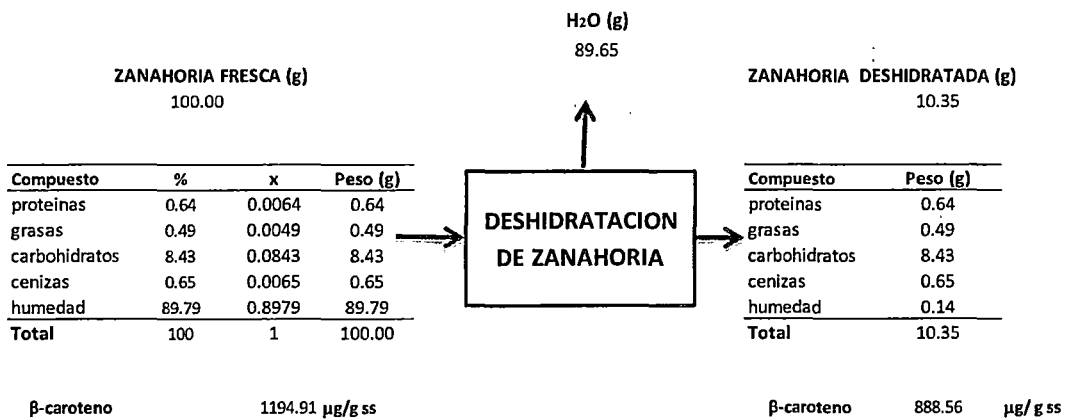 H2O (g)
89.65
ZANAHORIA FRESCA (g)
100.00
Compuesto % x Peso (g)
proteinas 0.64 0.0064 0.64
grasas 0.49 0.0049 0.49
carbohidratos 8.43 0.0843 8.43
cenizas 0.65 0.0065 0.65
humedad 89.79 0.8979 89.79
Total 100 1 100.00
β-caroteno 1194.91 µg/g ss
DESHIDRATACION
DE ZANAHORIA
ZANAHORIA DESHIDRATADA (g)
10.35
Compuesto Peso (g)
proteinas 0.64
grasas 0.49
carbohidratos 8.43
cenizas 0.65
humedad 0.14
Total 10.35
β-caroteno 888.56 µg/ g ss